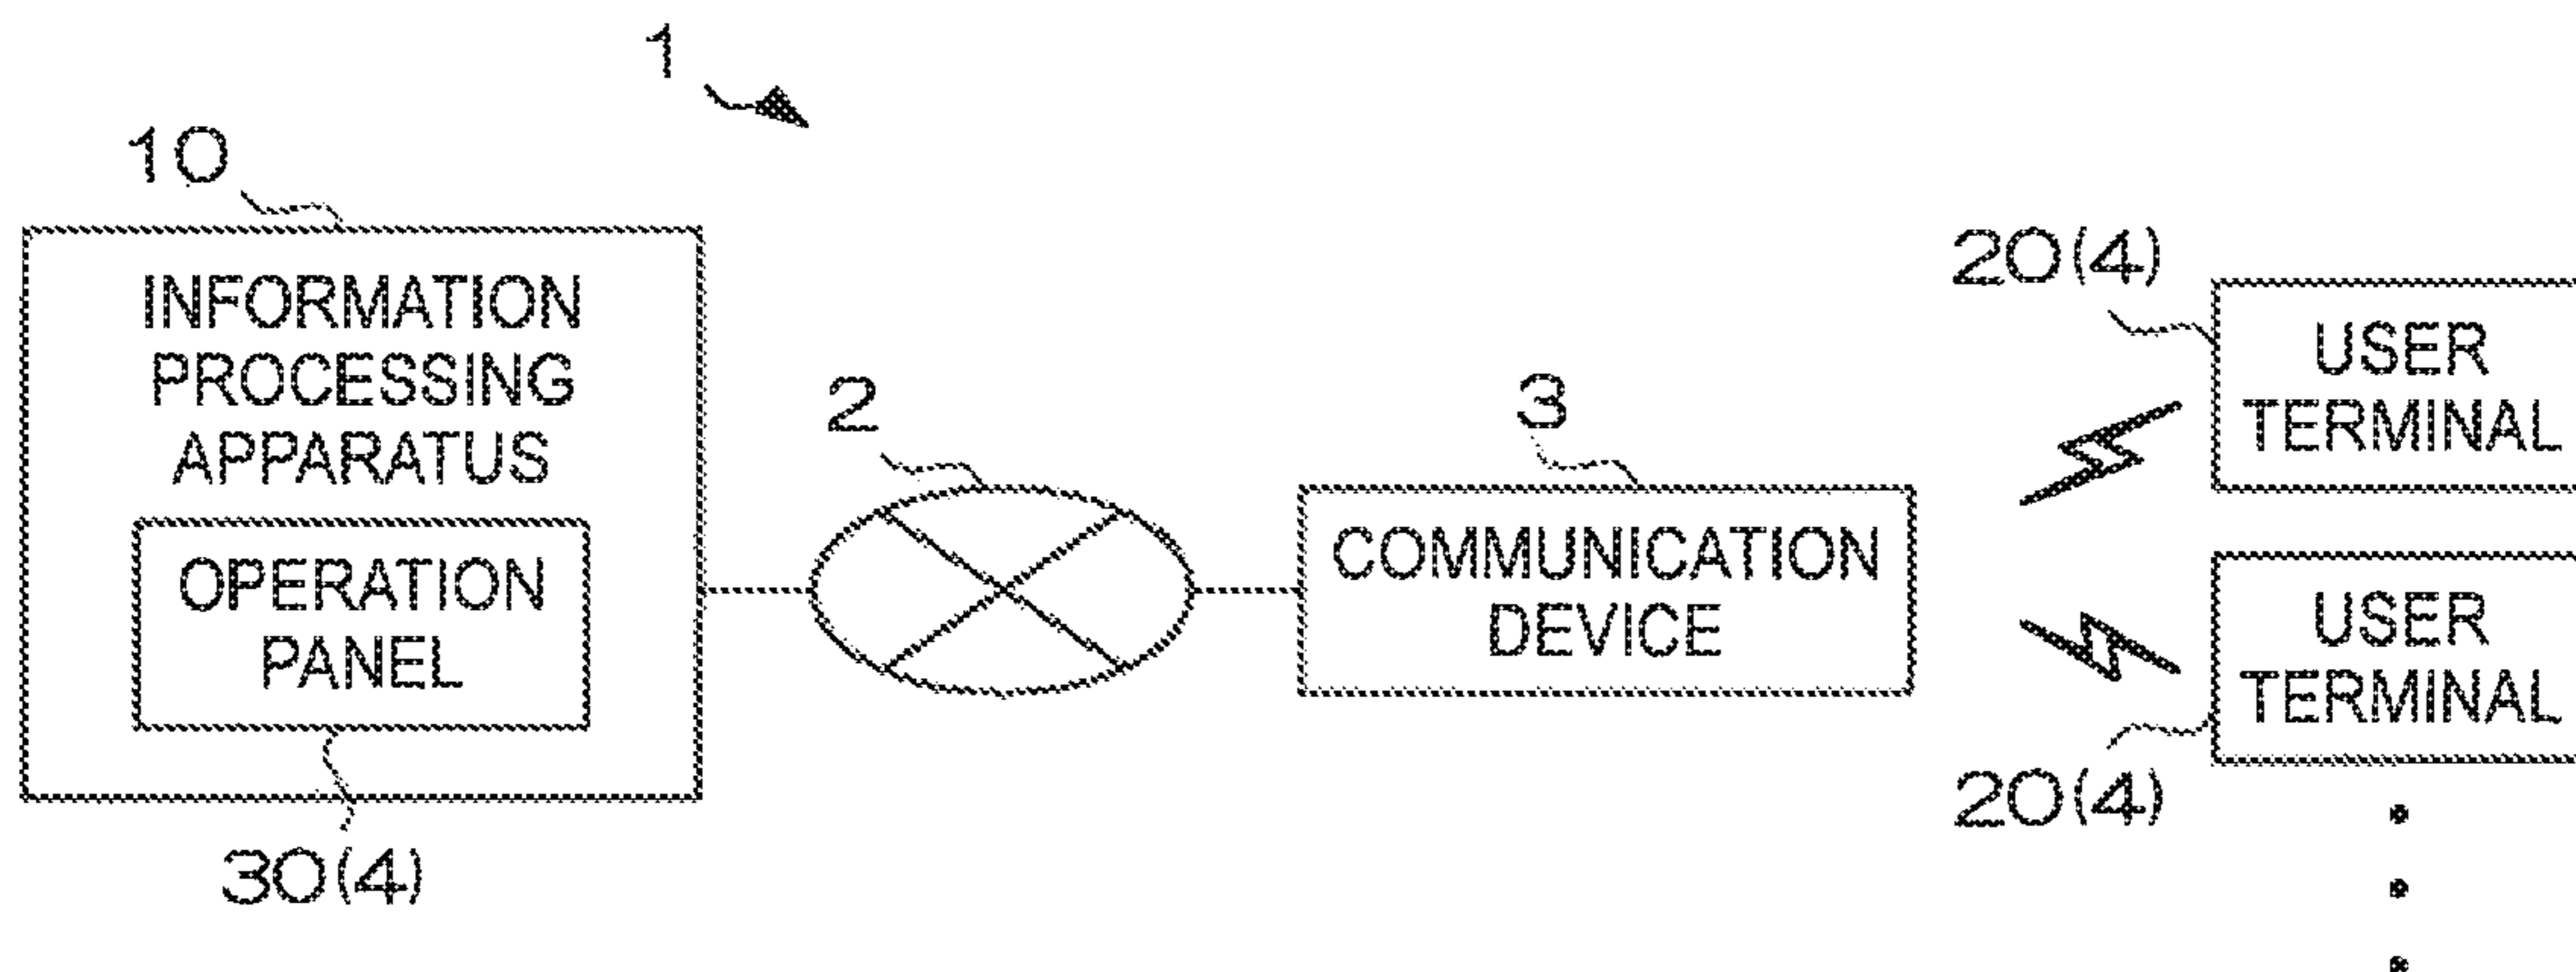 1
10
INFORMATION
PROCESSING
APPARATUS
OPERATION
PANEL
30(4)
2
3
COMMUNICATION
DEVICE
20(4)
USER
TERMINAL
USER
TERMINAL
20(4)